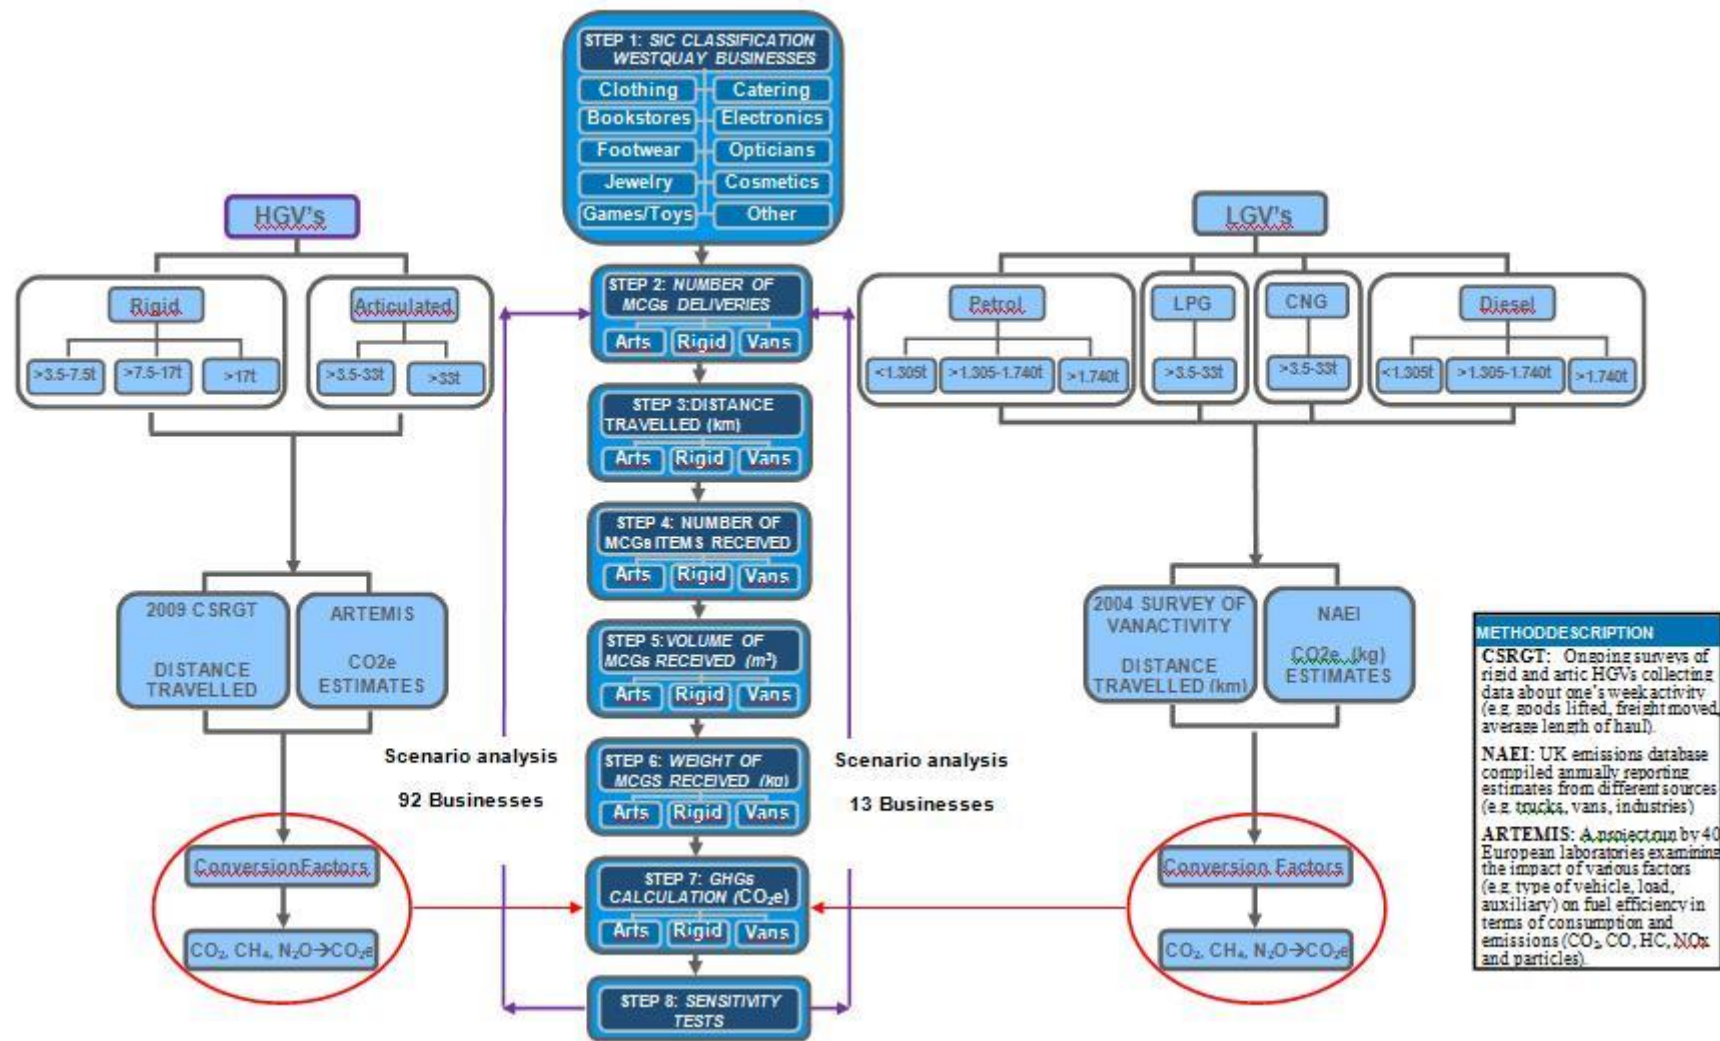 STEP 1: SIC CLASSIFICATION
WESTQUAY BUSINESSES
Clothing
Catering
Bookstores
Electronics
Footwear
Opticians
Jewelry
Cosmetics
Games/Toys
Other
HGV's
Rigid
>3.5-7.5t
>7.5-17t
>17t
Articulated
>3.5-33t
>33t
2009 CSRGT
DISTANCE
TRAVELLED
ARTEMIS
CO2e
ESTIMATES
ConversionFactors
CO₂, CH₄, N₂O→CO₂e
Scenario analysis
92 Businesses
STEP 2: NUMBER OF
MCGs DELIVERIES
Arts
Rigid
Vans
STEP 3:DISTANCE
TRAVELLED (km)
Arts
Rigid
Vans
STEP 4: NUMBER OF
MCGs ITEMS RECEIVED
Arts
Rigid
Vans
STEP 5:VOLUME OF
MCGs RECEIVED (m³)
Arts
Rigid
Vans
STEP 6: WEIGHT OF
MCGS RECEIVED (kg)
Arts
Rigid
Vans
STEP 7: GHGs
CALCULATION (CO₂e)
Arts
Rigid
Vans
STEP 8: SENSITIVITY
TESTS
Scenario analysis
13 Businesses
LGV's
Petrol
<1.305t
>1.305-1.740t
>1.740t
LPG
>3.5-33t
CNG
>3.5-33t
Diesel
<1.305t
>1.305-1.740t
>1.740t
2004 SURVEY OF
VANACTIVITY
DISTANCE
TRAVELLED (km)
NAEI
CO2e (kg)
ESTIMATES
Conversion Factors
CO₂, CH₄, N₂O→CO₂e
METHODDESCRIPTION
CSRGT: Ongoing surveys of
rigid and artic HGVs collecting
data about one's week activity
(e.g. goods lifted, freight moved,
average length of haul).
NAEI: UK emissions database
compiled annually reporting
estimates from different sources
(e.g. trucks, vans, industries)
ARTEMIS: A project run by 40
European laboratories examining
the impact of various factors
(e.g. type of vehicle, load,
auxiliary) on fuel efficiency in
terms of consumption and
emissions (CO₂, CO, HC, NOx
and particles).